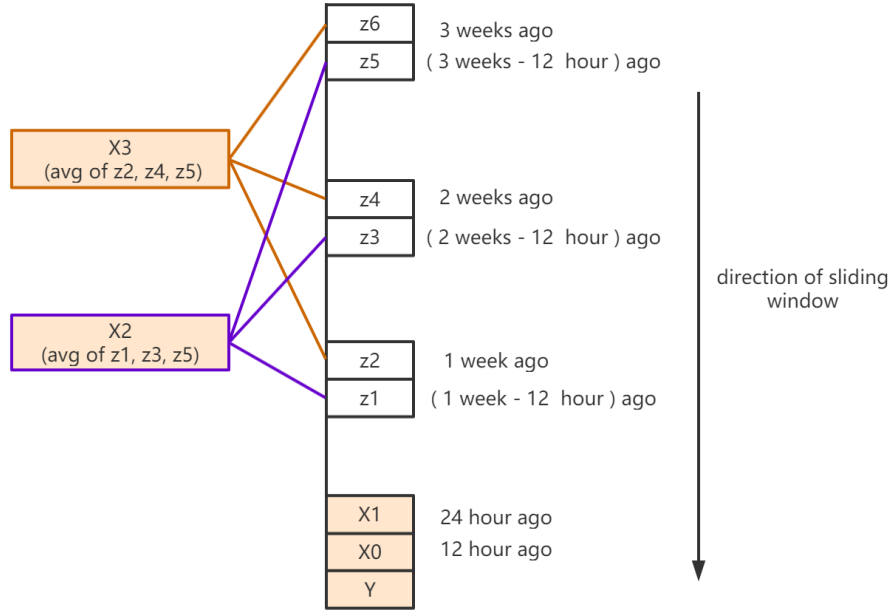 z6
3 weeks ago
z5
( 3 weeks - 12 hour ) ago
X3
(avg of z2, z4, z5)
z4
2 weeks ago
z3
( 2 weeks - 12 hour ) ago
direction of sliding
window
X2
(avg of z1, z3, z5)
z2
1 week ago
z1
( 1 week - 12 hour ) ago
X1
24 hour ago
X0
12 hour ago
Y